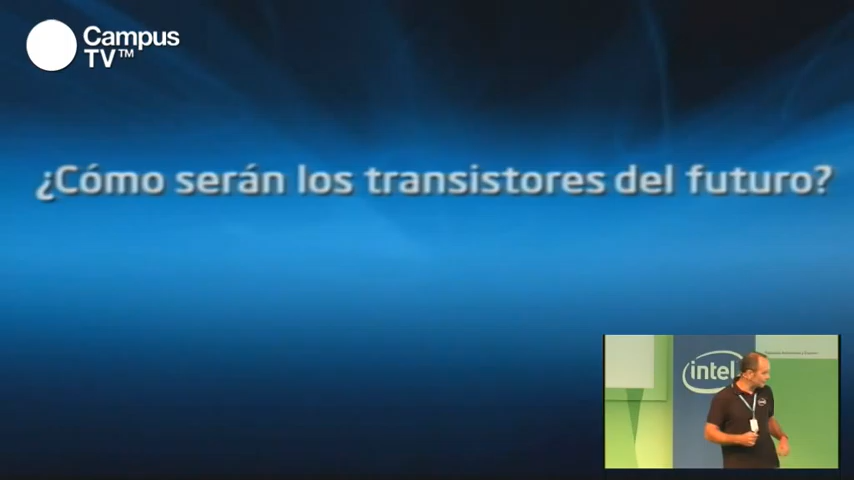 Campus
TV™
¿Cómo serán los transistores del futuro?
intel